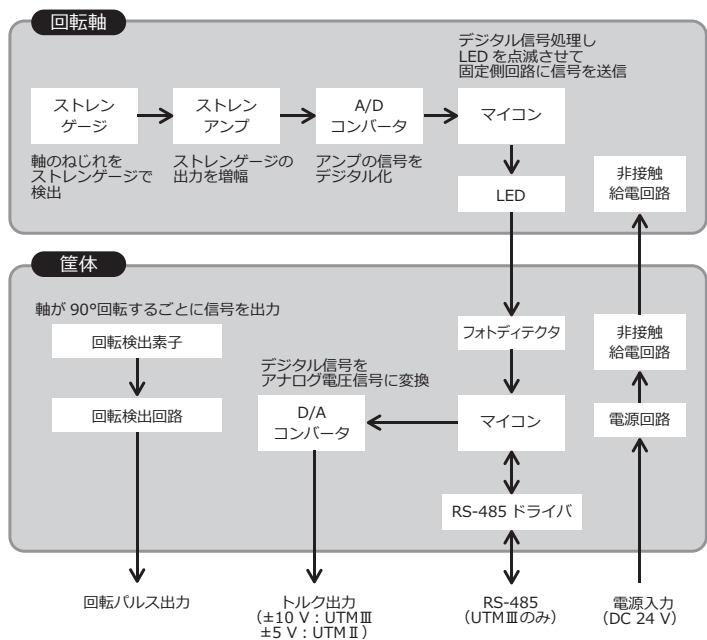 回転軸
デジタル信号処理し
LED を点滅させて
固定側回路に信号を送信
ストレン
ゲージ
ストレン
アンプ
A/D
コンバータ
マイコン
軸のねじれを
ストレンゲージで
検出
ストレンゲージの
出力を増幅
アンプの信号を
デジタル化
LED
非接触
給電回路
筐体
軸が 90°回転するごとに信号を出力
回転検出素子
回転検出回路
デジタル信号を
アナログ電圧信号に変換
D/A
コンバータ
フォトディテクタ
マイコン
RS-485 ドライバ
非接触
給電回路
電源回路
回転パルス出力
トルク出力
（±10 V：UTMⅢ
±5 V：UTMⅡ）
RS-485
（UTMⅢのみ）
電源入力
（DC 24 V）